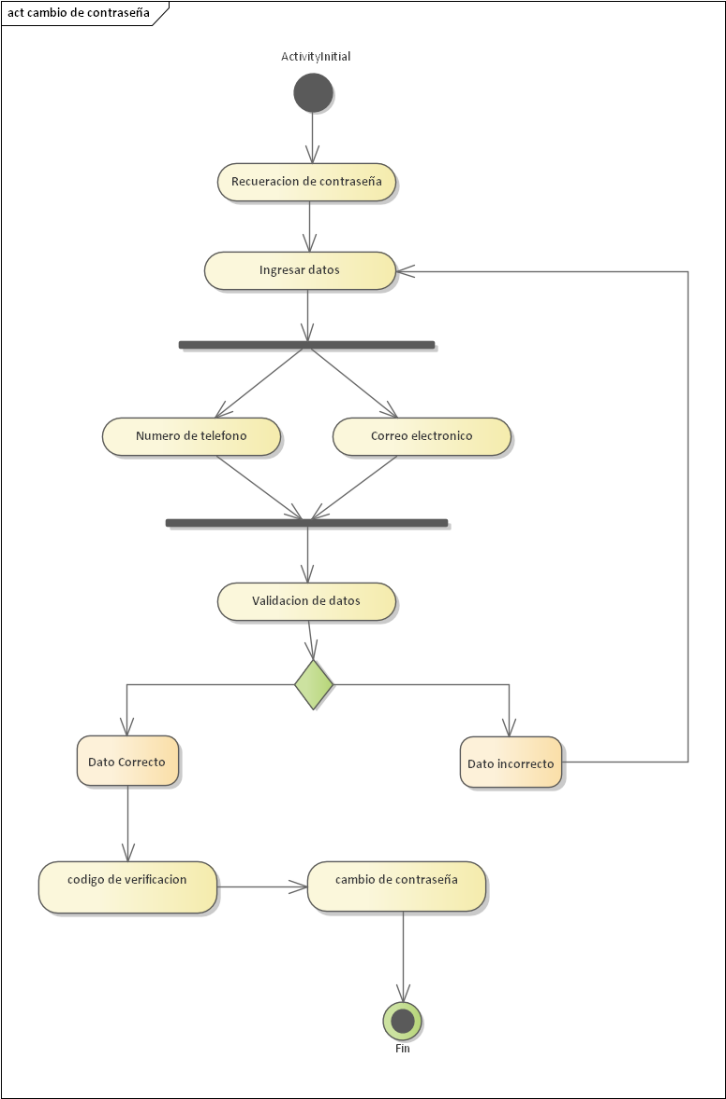 act cambio de contraseña
ActivityInitial
Recueracion de contraseña
Ingresar datos
Numero de telefono
Correo electronico
Validacion de datos
Dato Correcto
Dato incorrecto
codigo de verificacion
cambio de contraseña
Fin